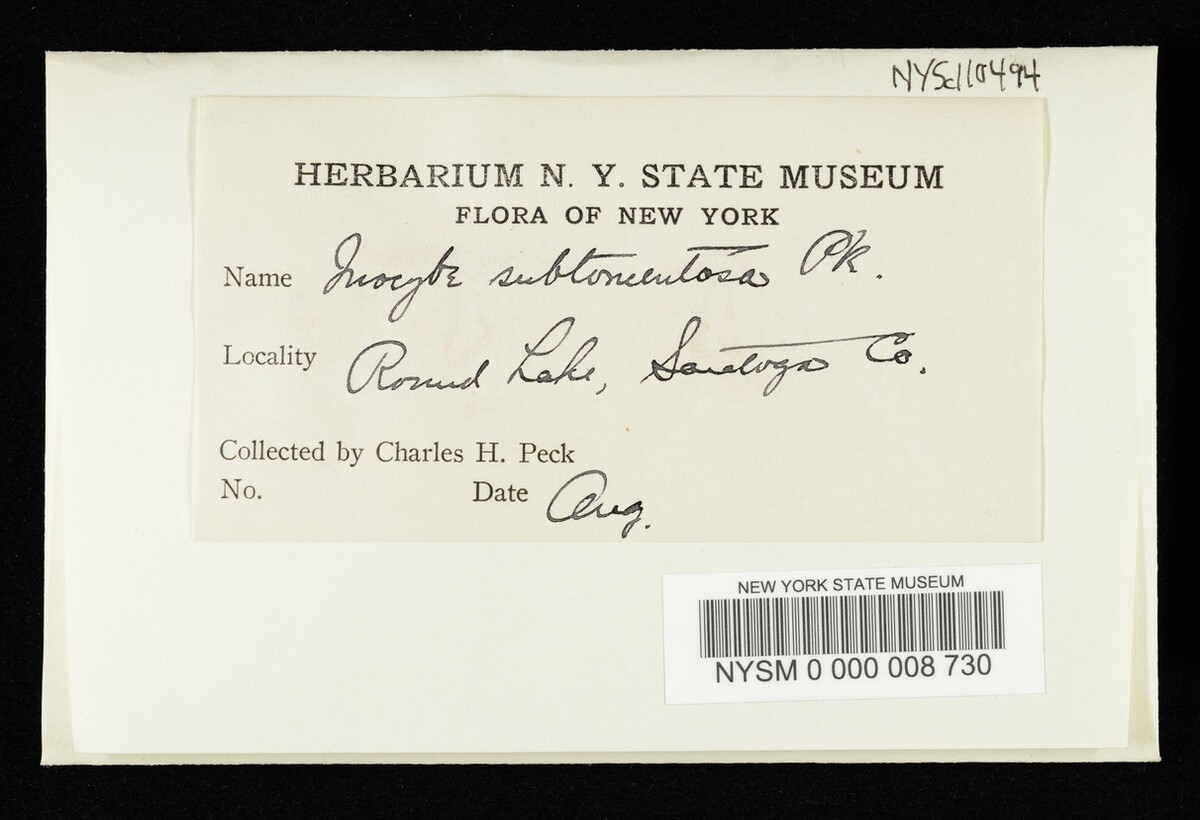 NYSd10494
HERBARIUM N. Y. STATE MUSEUM
FLORA OF NEW YORK
Name Inocybe subtomentosa Pk.
Locality Round Lake, Saratoga Co.
Collected by Charles H. Peck
No. Date Aug.
NEW YORK STATE MUSEUM
NYSM 0 000 008 730